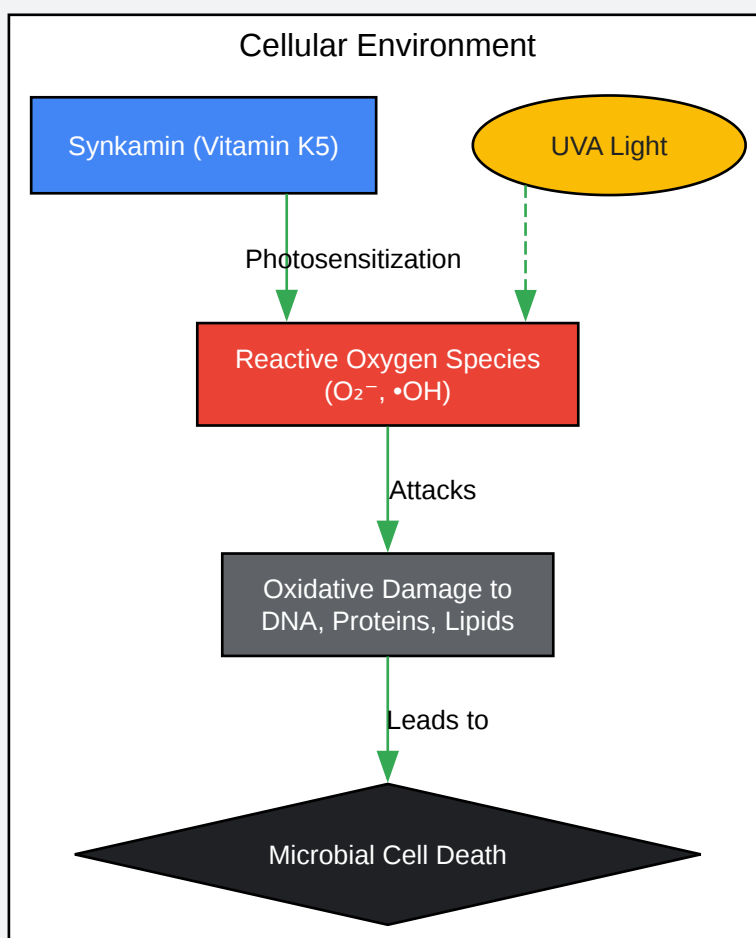 Cellular Environment
Synkamin (Vitamin K5)
UVA Light
Photosensitization
Reactive Oxygen Species
(O₂⁻, •OH)
Attacks
Oxidative Damage to
DNA, Proteins, Lipids
Leads to
Microbial Cell Death